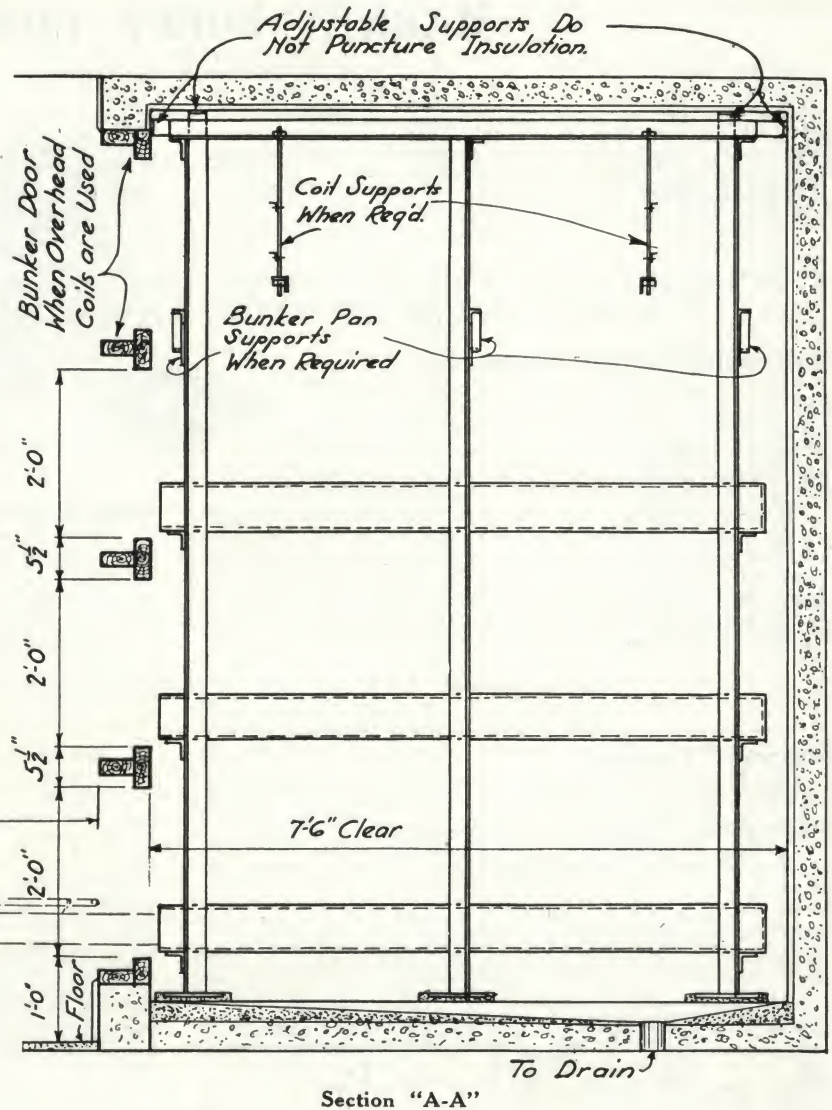 Adjustable Supports Do
Not Puncture Insulation.
Bunker Door
When Overhead
Coils are Used
Coil Supports
When Req'd.
Bunker Pan
Supports
When Required
2'-0"
5½"
2'-0"
5½"
7'-6" Clear
2'-0"
1'-0"
Floor
To Drain
Section "A-A"